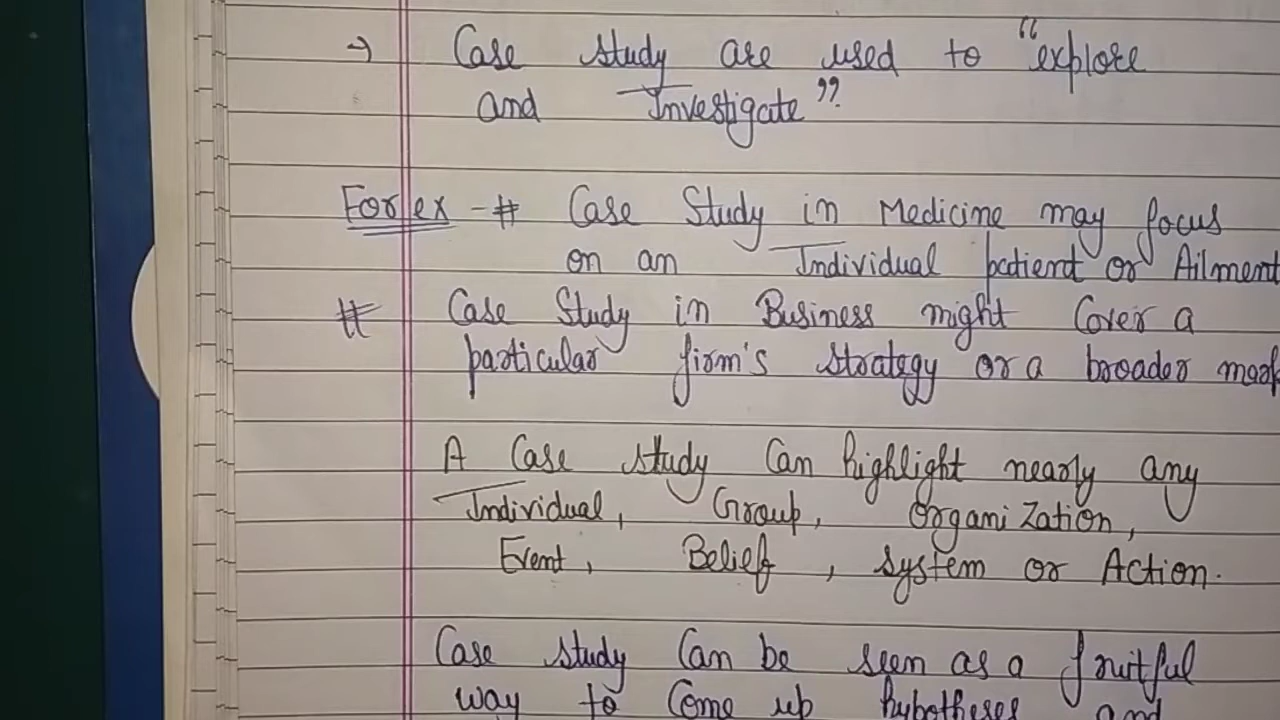 → Case study are used to "explore
and Investigate".
For ex - # Case Study in Medicine may focus
on an Individual patient or Ailment
# Case Study in Business might Cover a
particular firm's strategy or a broader
A Case study Can highlight nearly any
Individual, Group, OrganiZation,
Event, Belief, system or Action.
Case study Can be seen as a fruitful
way to Come up hypotheses and